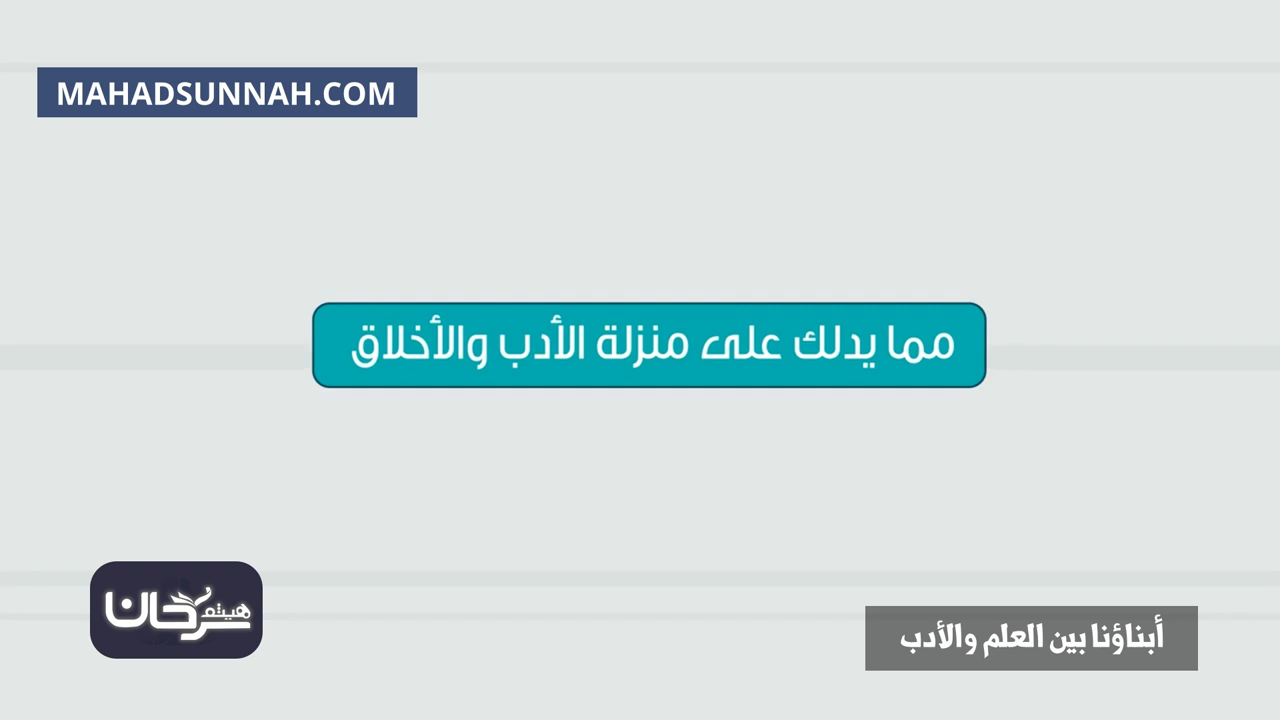 MAHADSUNNAH.COM
مما يدلك على منزلة الأدب والأخلاق
هيثم سرحان
أبناؤنا بين العلم والأدب